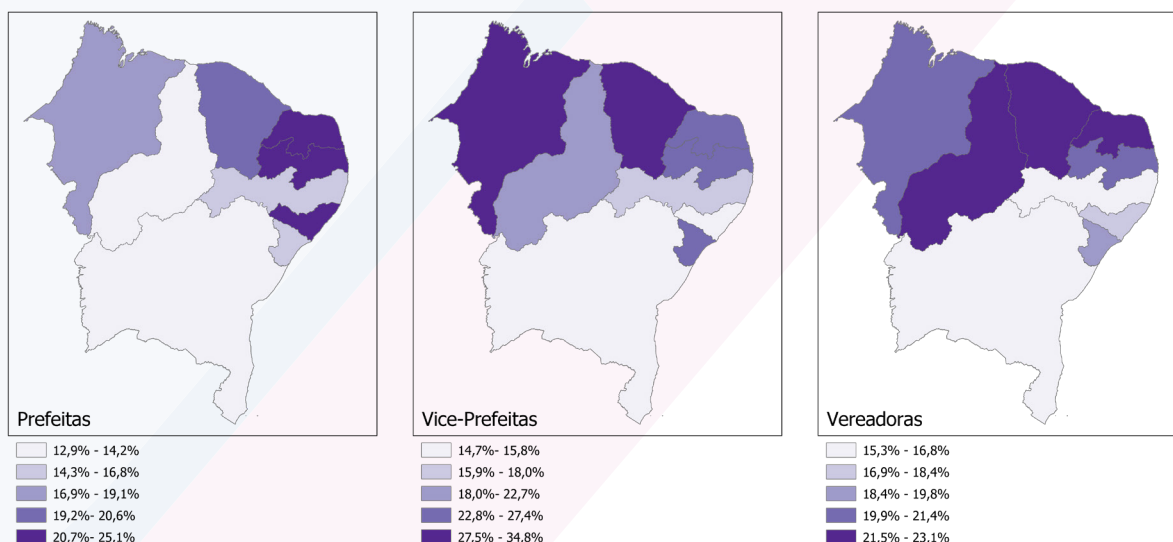 Prefeitas
12,9% - 14,2%
14,3% - 16,8%
16,9% - 19,1%
19,2%- 20,6%
20,7%- 25,1%
Vice-Prefeitas
14,7%- 15,8%
15,9% - 18,0%
18,0%- 22,7%
22,8% - 27,4%
27,5% - 34,8%
Vereadoras
15,3% - 16,8%
16,9% - 18,4%
18,4% - 19,8%
19,9% - 21,4%
21,5% - 23,1%